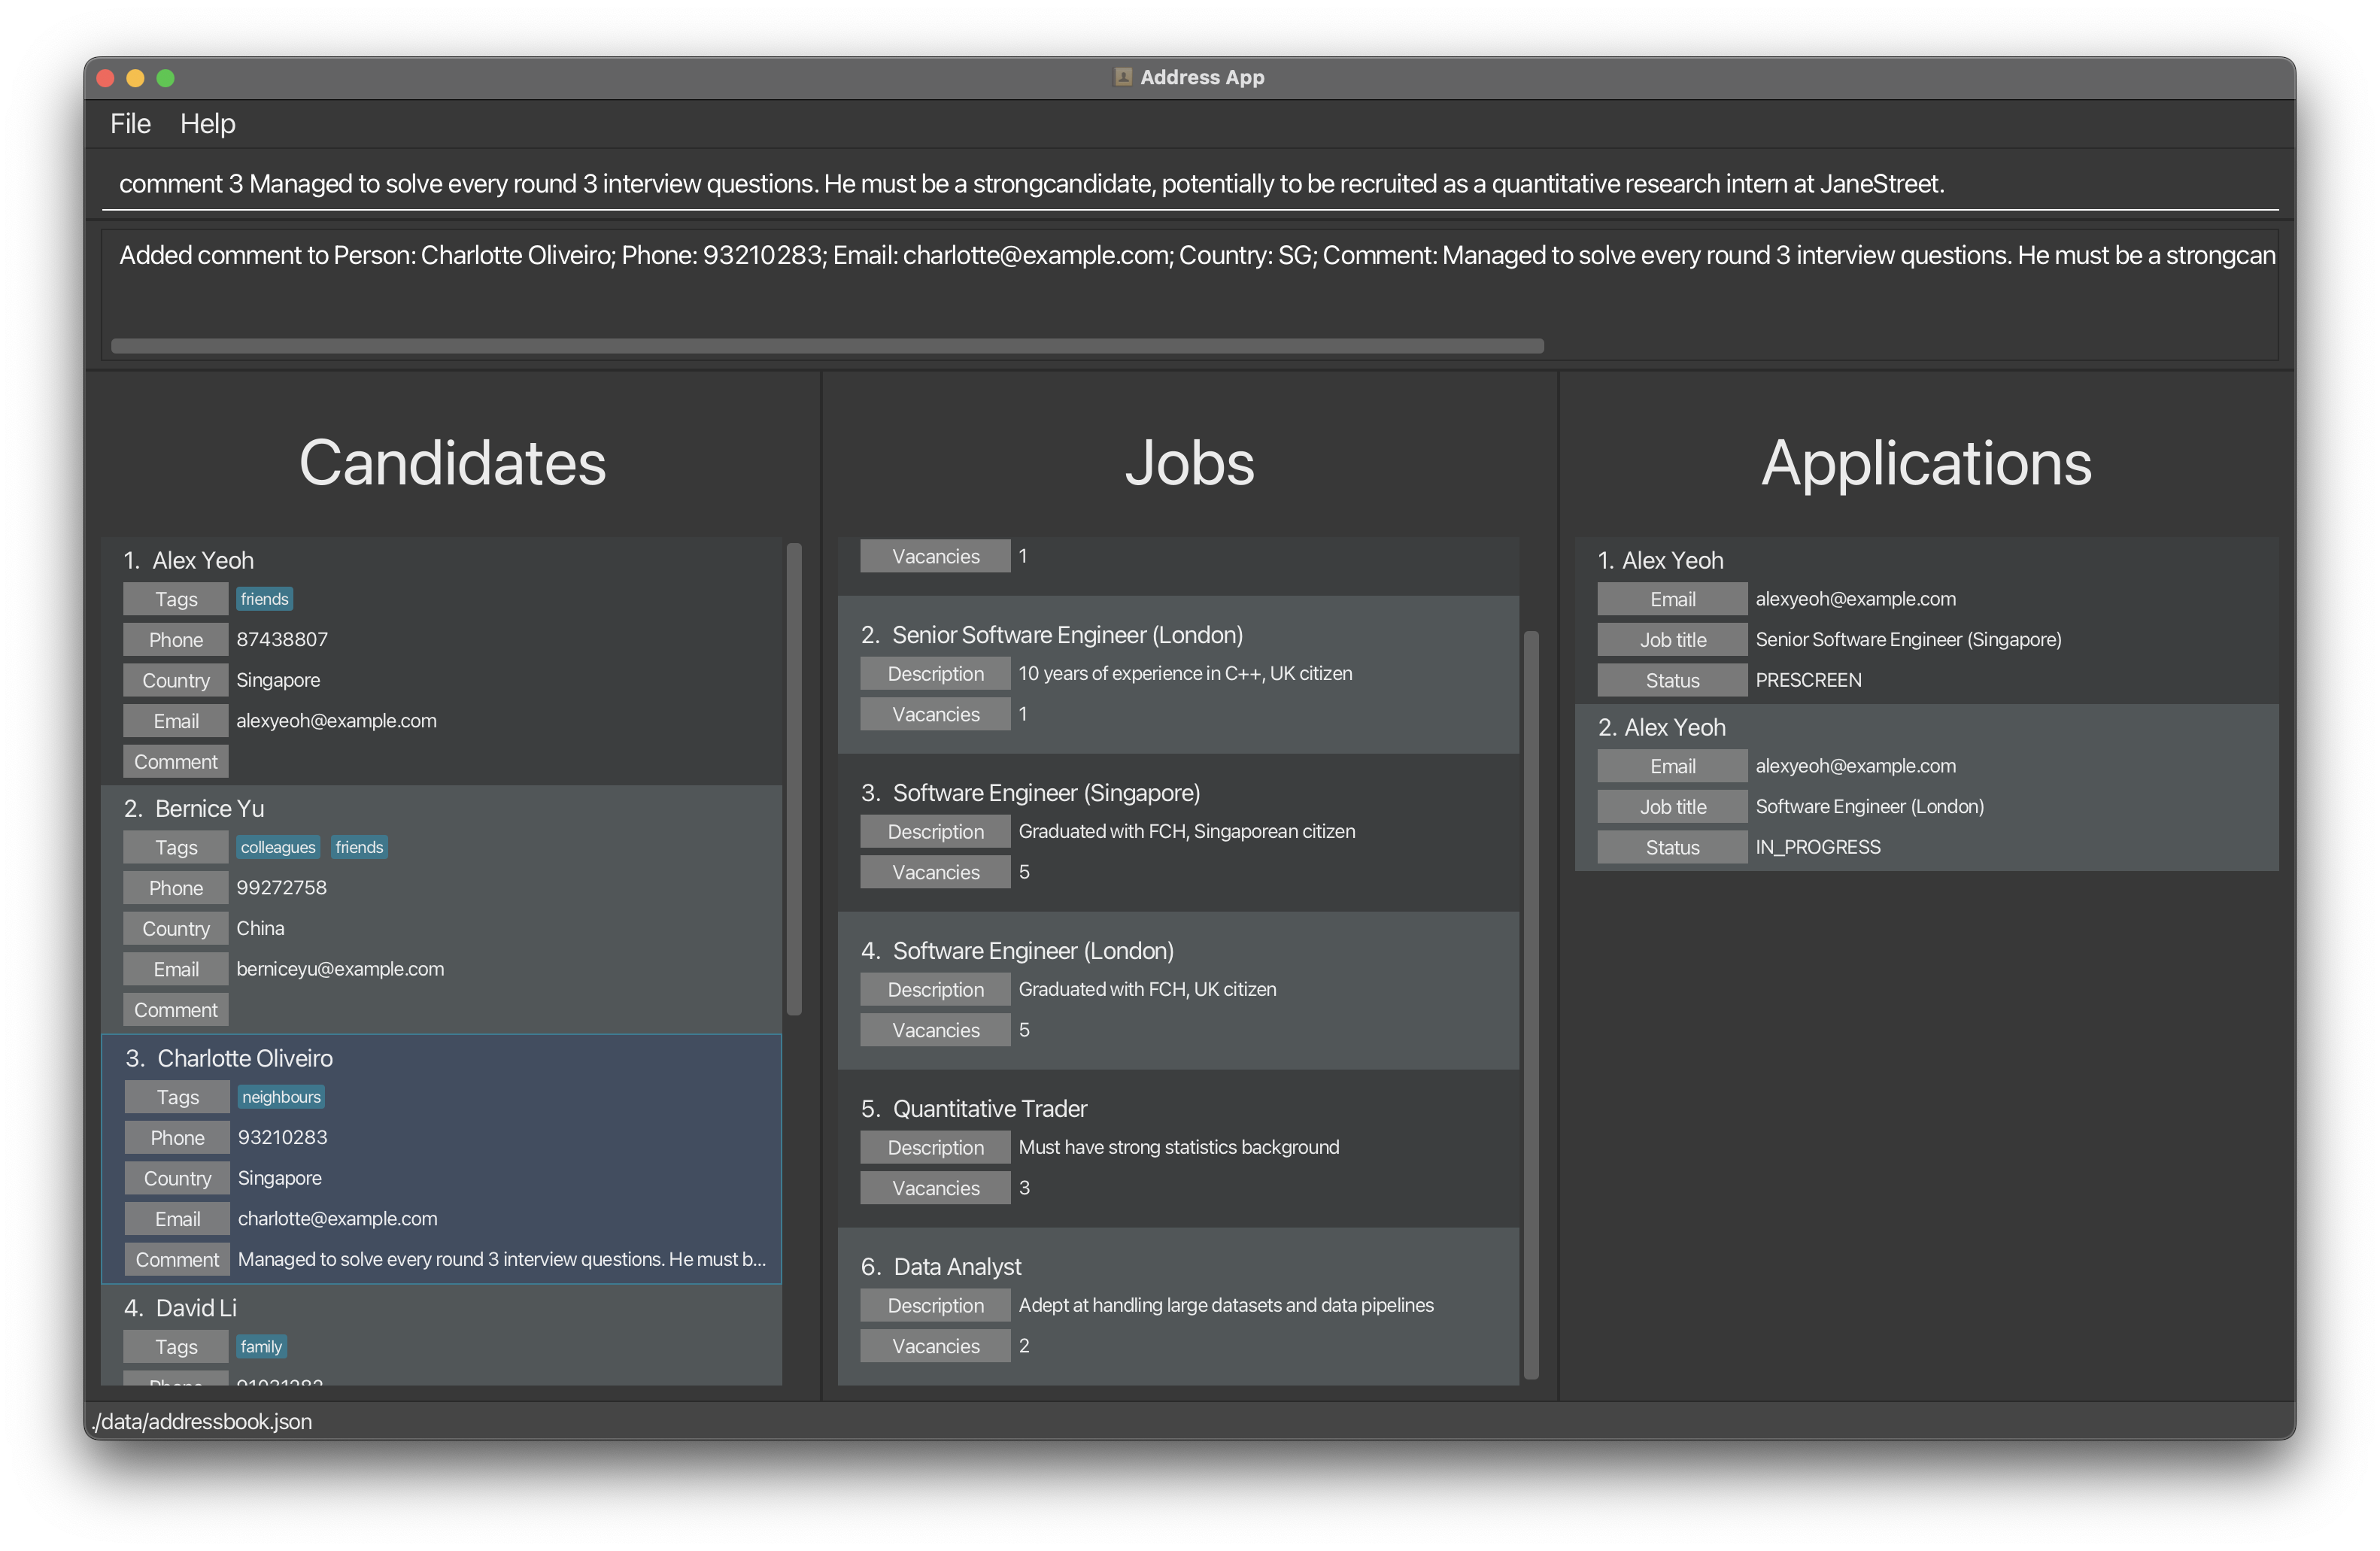 Address App
File Help
comment 3 Managed to solve every round 3 interview questions. He must be a strongcandidate, potentially to be recruited as a quantitative research intern at JaneStreet.
Added comment to Person: Charlotte Oliveiro; Phone: 93210283; Email: charlotte@example.com; Country: SG; Comment: Managed to solve every round 3 interview questions. He must be a strongcan
Candidates
1. Alex Yeoh
Tags friends
Phone 87438807
Country Singapore
Email alexyeoh@example.com
Comment
2. Bernice Yu
Tags colleagues friends
Phone 99272758
Country China
Email berniceyu@example.com
Comment
3. Charlotte Oliveiro
Tags neighbours
Phone 93210283
Country Singapore
Email charlotte@example.com
Comment Managed to solve every round 3 interview questions. He must b...
4. David Li
Tags family
Phone 91031282
Jobs
Vacancies 1
2. Senior Software Engineer (London)
Description 10 years of experience in C++, UK citizen
Vacancies 1
3. Software Engineer (Singapore)
Description Graduated with FCH, Singaporean citizen
Vacancies 5
4. Software Engineer (London)
Description Graduated with FCH, UK citizen
Vacancies 5
5. Quantitative Trader
Description Must have strong statistics background
Vacancies 3
6. Data Analyst
Description Adept at handling large datasets and data pipelines
Vacancies 2
Applications
1. Alex Yeoh
Email alexyeoh@example.com
Job title Senior Software Engineer (Singapore)
Status PRESCREEN
2. Alex Yeoh
Email alexyeoh@example.com
Job title Software Engineer (London)
Status IN_PROGRESS
./data/addressbook.json